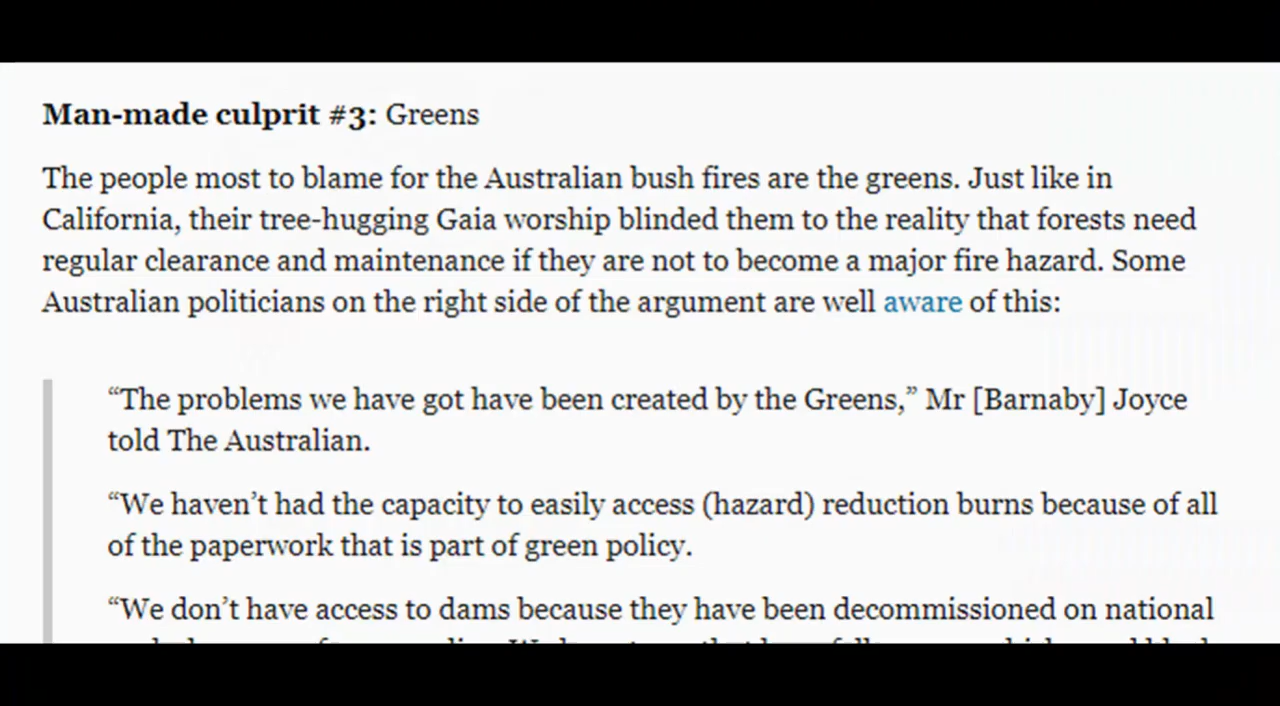 Man-made culprit #3: Greens
The people most to blame for the Australian bush fires are the greens. Just like in
California, their tree-hugging Gaia worship blinded them to the reality that forests need
regular clearance and maintenance if they are not to become a major fire hazard. Some
Australian politicians on the right side of the argument are well aware of this:
“The problems we have got have been created by the Greens,” Mr [Barnaby] Joyce
told The Australian.
“We haven’t had the capacity to easily access (hazard) reduction burns because of all
of the paperwork that is part of green policy.
“We don’t have access to dams because they have been decommissioned on national